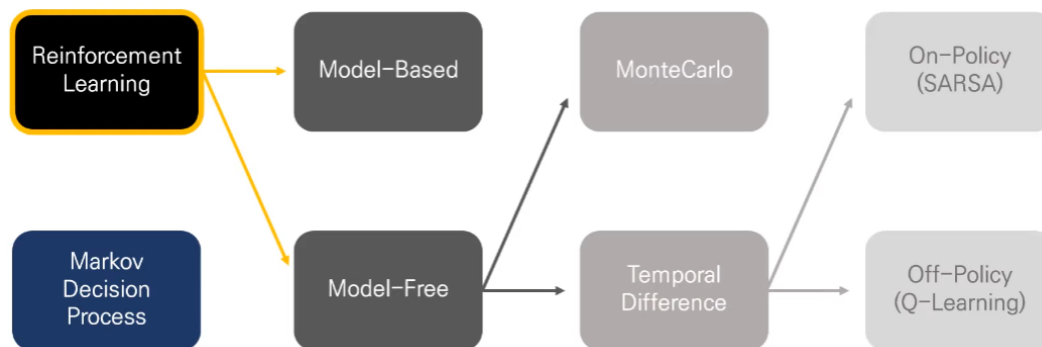 Reinforcement
Learning
Model-Based
MonteCarlo
On-Policy
(SARSA)
Markov
Decision
Process
Model-Free
Temporal
Difference
Off-Policy
(Q-Learning)